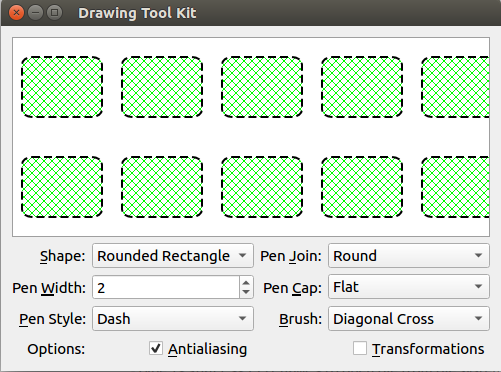 Drawing Tool Kit
Shape: Rounded Rectangle Pen Join: Round
Pen Width: 2 Pen Cap: Flat
Pen Style: Dash Brush: Diagonal Cross
Options: Antialiasing Transformations